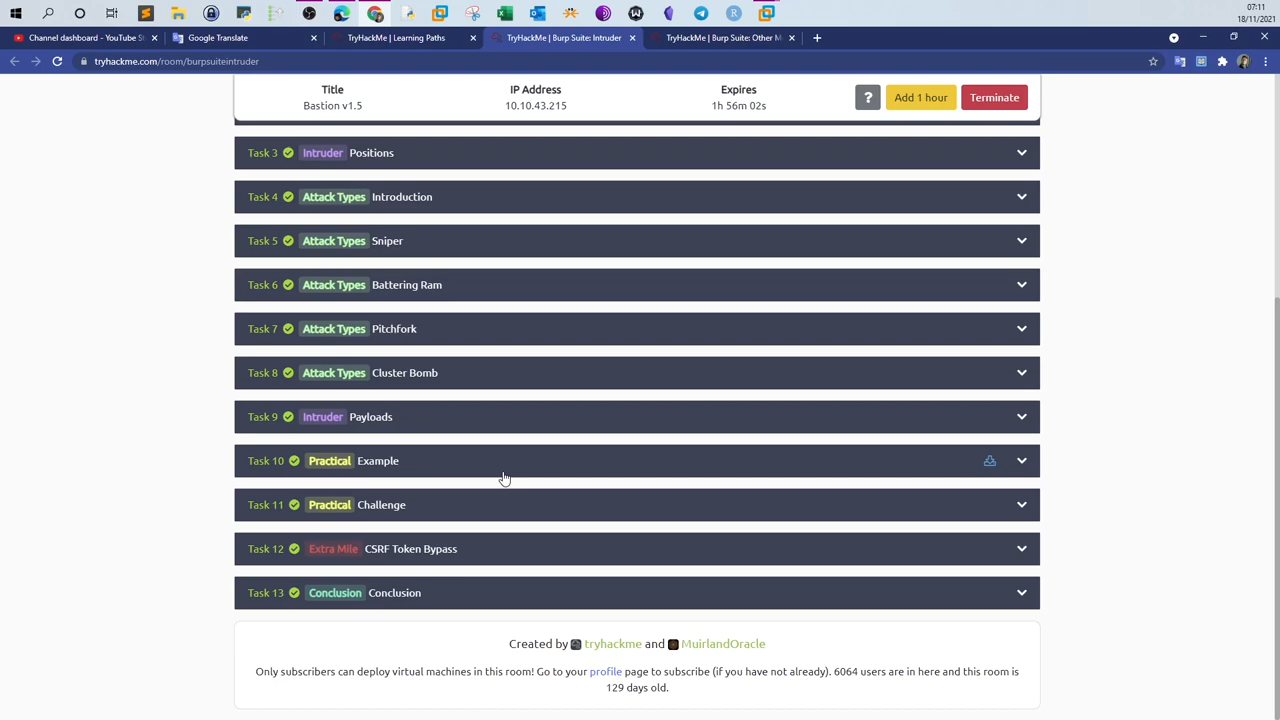 07:11
18/11/2021
Channel dashboard - YouTube St
Google Translate
TryHackMe | Learning Paths
TryHackMe | Burp Suite: Intruder
TryHackMe | Burp Suite: Other M
tryhackme.com/room/burpsuiteintruder
Title
IP Address
Expires
Bastion v1.5
10.10.43.215
1h 56m 02s
?
Add 1 hour
Terminate
Task 3 Intruder Positions
Task 4 Attack Types Introduction
Task 5 Attack Types Sniper
Task 6 Attack Types Battering Ram
Task 7 Attack Types Pitchfork
Task 8 Attack Types Cluster Bomb
Task 9 Intruder Payloads
Task 10 Practical Example
Task 11 Practical Challenge
Task 12 Extra Mile CSRF Token Bypass
Task 13 Conclusion Conclusion
Created by tryhackme and MuirlandOracle
Only subscribers can deploy virtual machines in this room! Go to your profile page to subscribe (if you have not already). 6064 users are in here and this room is
129 days old.